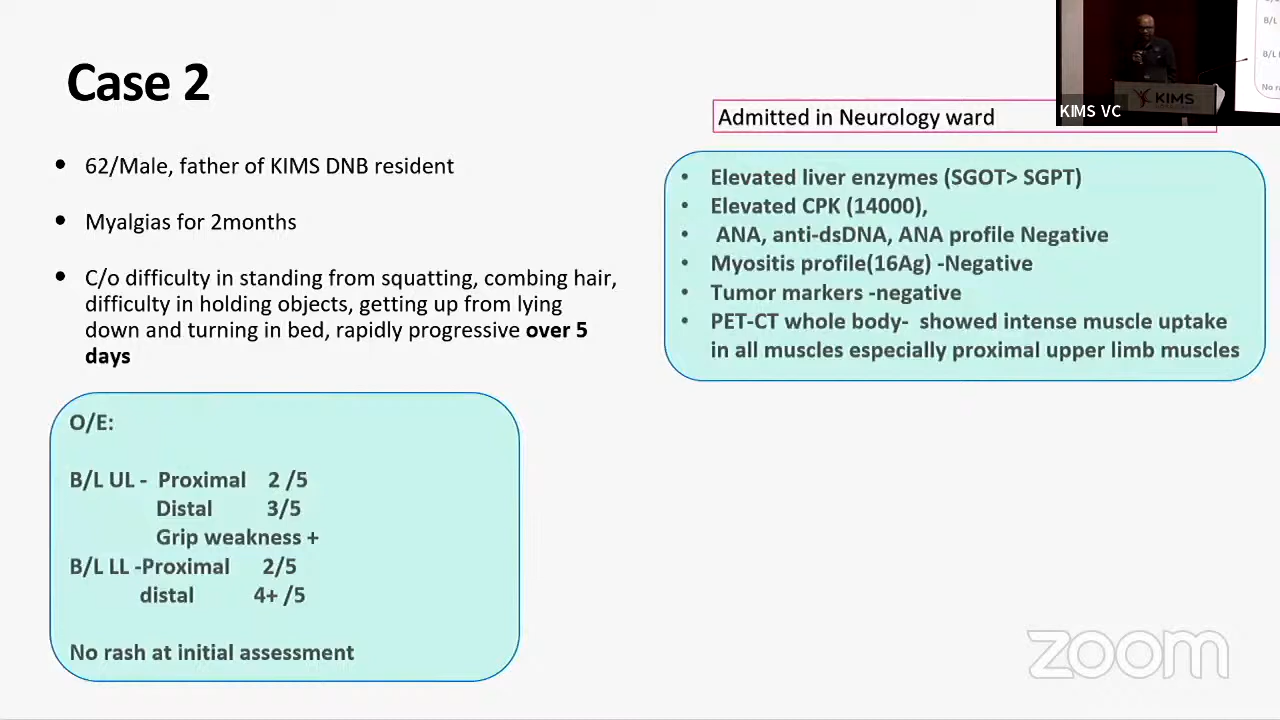 Case 2
62/Male, father of KIMS DNB resident
Myalgias for 2months
C/o difficulty in standing from squatting, combing hair,
difficulty in holding objects, getting up from lying
down and turning in bed, rapidly progressive over 5
days
O/E:
B/L UL - Proximal 2 /5
Distal 3/5
Grip weakness +
B/L LL -Proximal 2/5
distal 4+ /5
No rash at initial assessment
Admitted in Neurology ward
Elevated liver enzymes (SGOT> SGPT)
Elevated CPK (14000),
ANA, anti-dsDNA, ANA profile Negative
Myositis profile(16Ag) -Negative
Tumor markers -negative
PET-CT whole body- showed intense muscle uptake
in all muscles especially proximal upper limb muscles
KIMS
KIMS VC
B/L
B/L
No ra
zoom